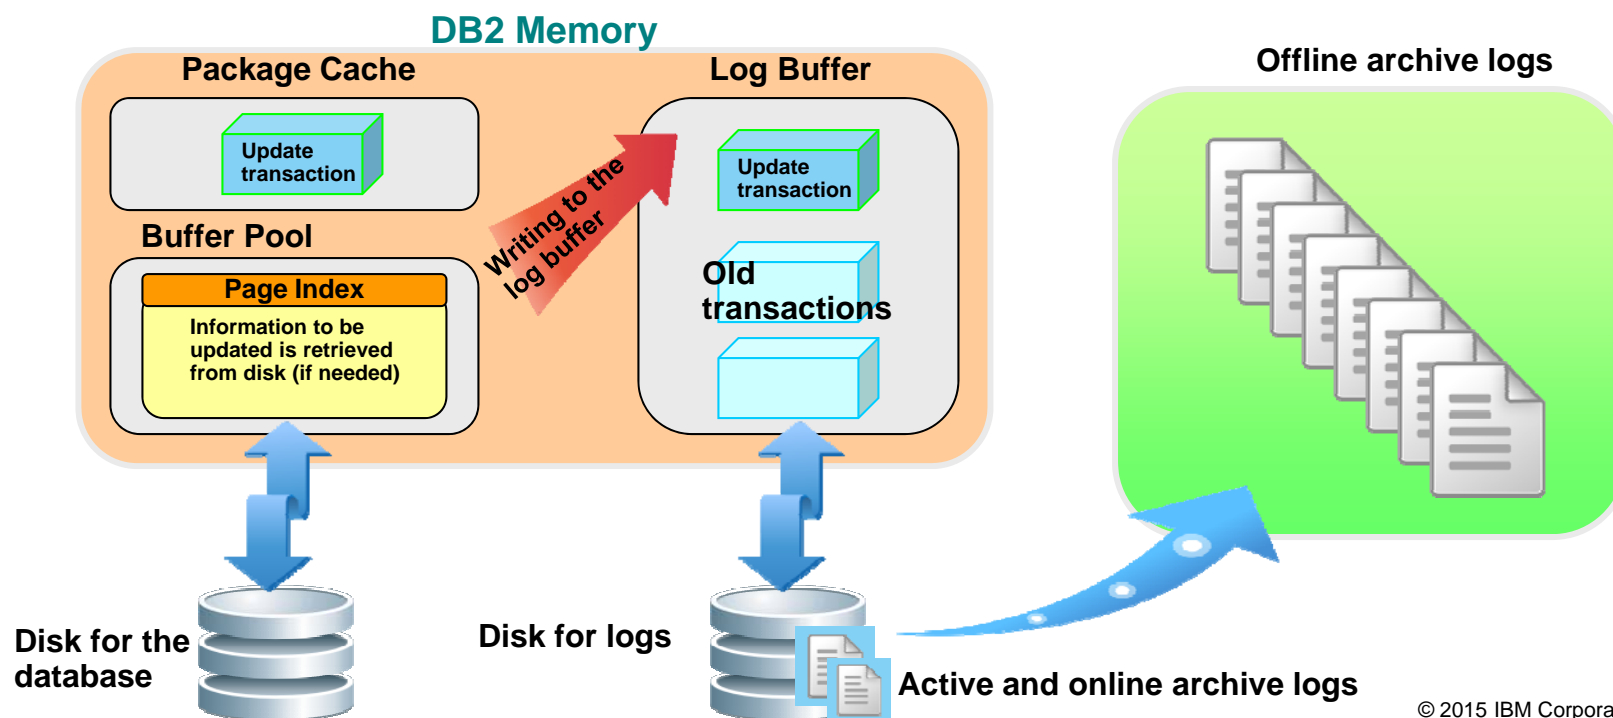 DB2 Memory
Package Cache
Log Buffer
Offline archive logs
Update
transaction
Update
transaction
Writing to the
log buffer
Buffer Pool
Page Index
Information to be
updated is retrieved
from disk (if needed)
Old
transactions
Disk for the
database
Disk for logs
Active and online archive logs
© 2015 IBM Corpora